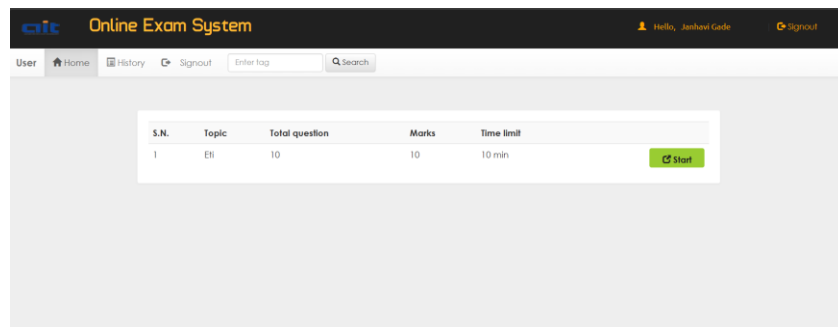 ait Online Exam System Hello, Janhavi Gade Signout
User Home History Signout Enter tag Search
S.N. Topic Total question Marks Time limit
1 Eti 10 10 10 min Start